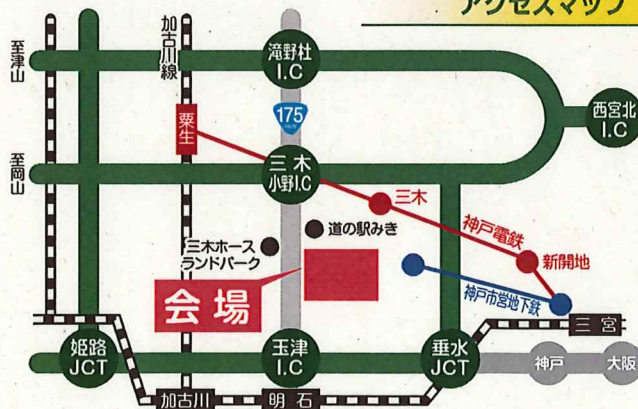 アクセスマップ
至津山
加古川線
滝野社
I.C
西宮北
I.C
175
粟生
至岡山
三木
小野I.C
三木
神戸電鉄
新開地
道の駅みき
三木ホース
ランドパーク
神戸市営地下鉄
会場
三宮
姫路
JCT
玉津
I.C
垂水
JCT
神戸
大阪
加古川
明石